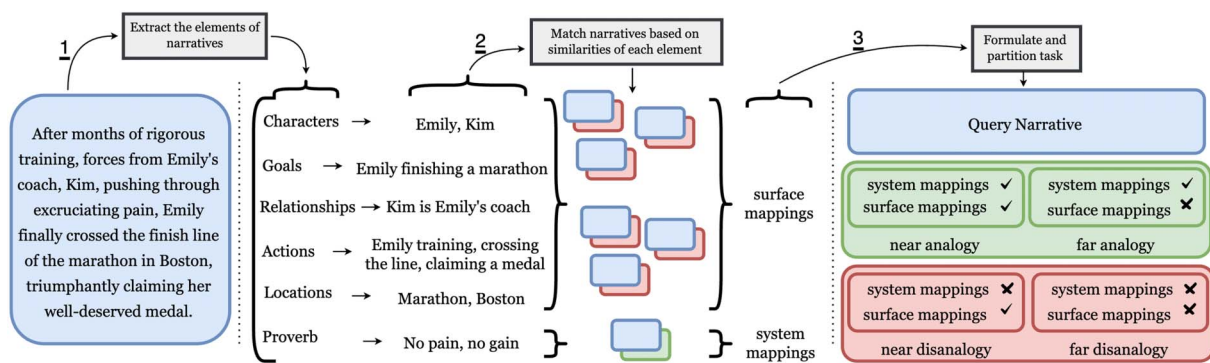 1
Extract the elements of
narratives
2
Match narratives based on
similarities of each element
3
Formulate and
partition task
After months of rigorous
training, forces from Emily's
coach, Kim, pushing through
excruciating pain, Emily
finally crossed the finish line
of the marathon in Boston,
triumphantly claiming her
well-deserved medal.
Characters
Emily, Kim
Goals
Emily finishing a marathon
Relationships
Kim is Emily's coach
Actions
Emily training, crossing
the line, claiming a medal
Locations
Marathon, Boston
Proverb
No pain, no gain
surface
mappings
system
mappings
Query Narrative
system mappings ✓
surface mappings ✓
near analogy
system mappings ✓
surface mappings ✘
far analogy
system mappings ✘
surface mappings ✓
near disanalogy
system mappings ✘
surface mappings ✘
far disanalogy